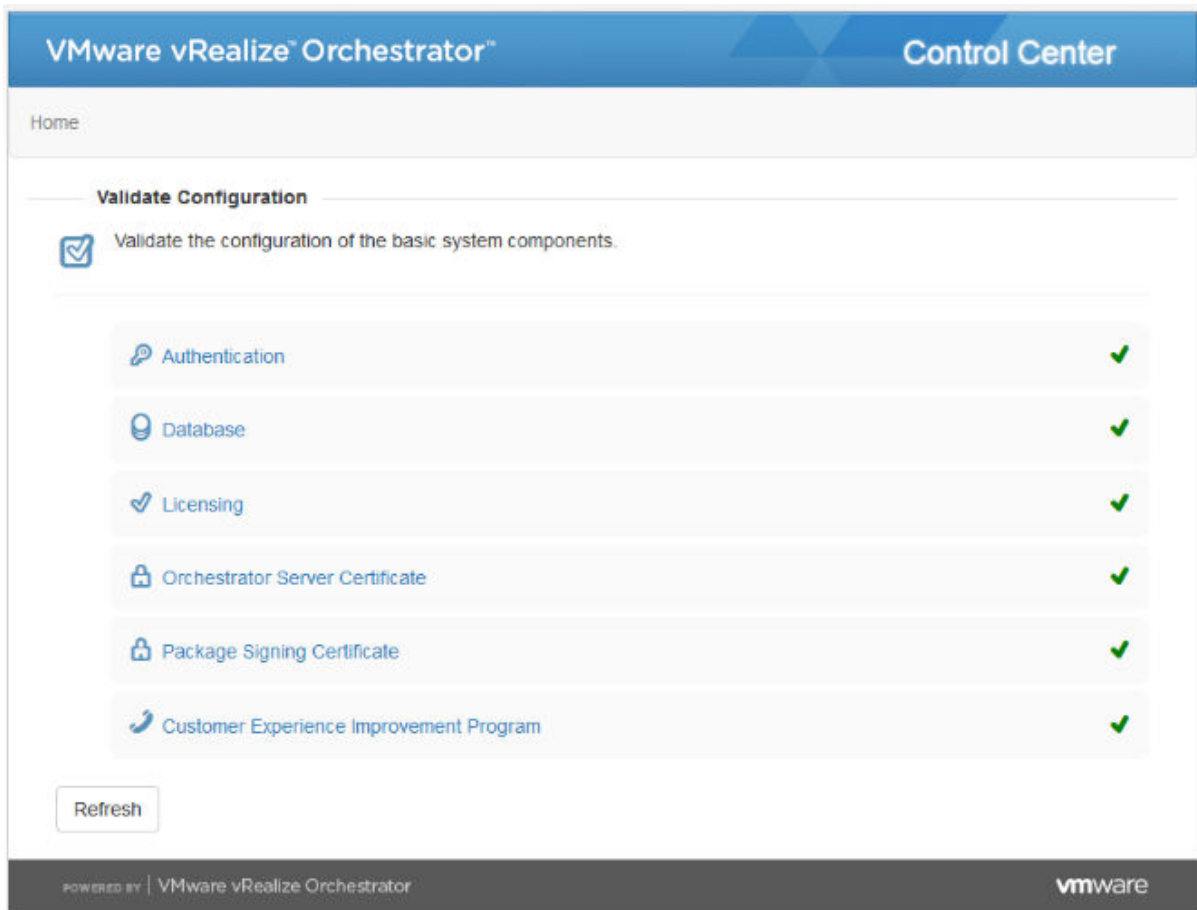 VMware vRealize™ Orchestrator™
Control Center
Home
Validate Configuration
Validate the configuration of the basic system components.
Authentication
Database
Licensing
Orchestrator Server Certificate
Package Signing Certificate
Customer Experience Improvement Program
Refresh
POWERED BY | VMware vRealize Orchestrator
vmware